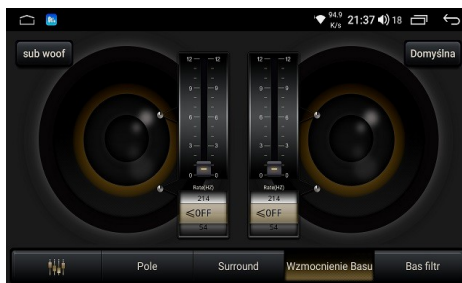 94.9 K/s 21:37 18
sub woof
Domyślna
12 12 12 12
9 9 9 9
6 6 6 6
3 3 3 3
0 0 0 0
Rate(HZ) Rate(HZ)
214 214
≤OFF ≤OFF
54 54
Pole Surround Wzmocnienie Basu Bas filtr